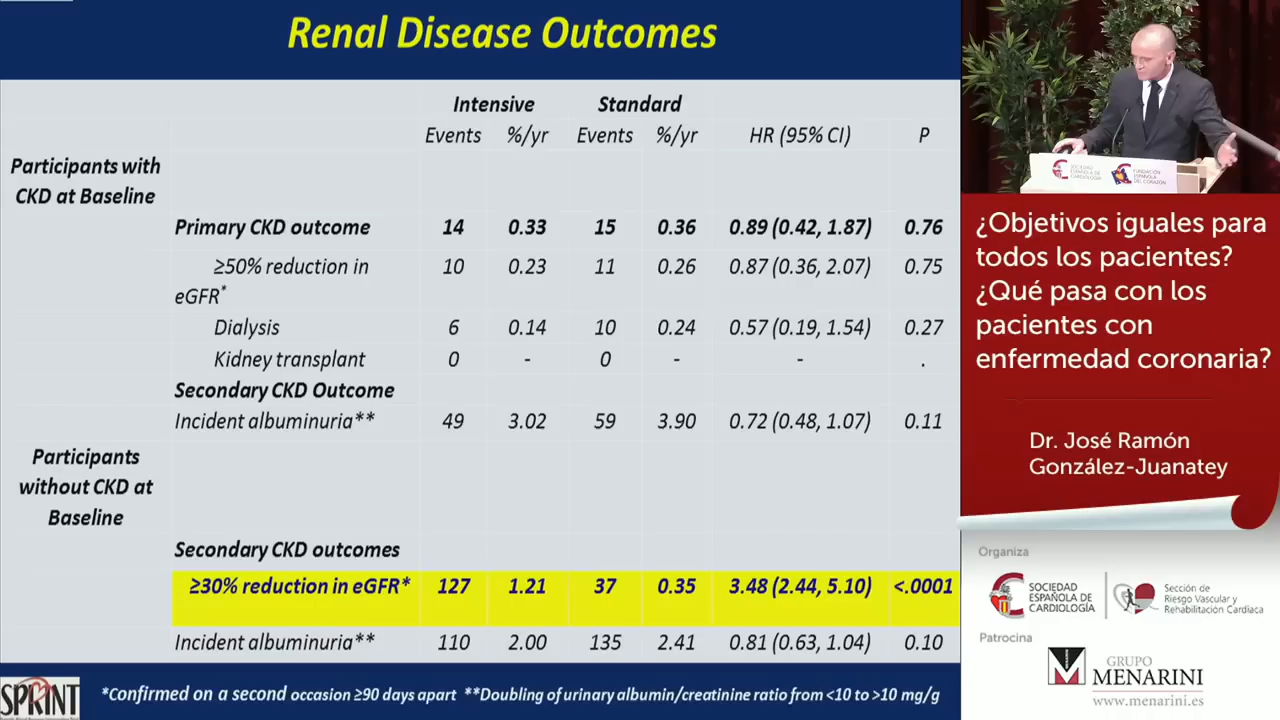 Renal Disease Outcomes
Intensive Standard
Events %/yr Events %/yr HR (95% CI) P
Participants with
CKD at Baseline
Primary CKD outcome 14 0.33 15 0.36 0.89 (0.42, 1.87) 0.76
≥50% reduction in
eGFR* 10 0.23 11 0.26 0.87 (0.36, 2.07) 0.75
Dialysis 6 0.14 10 0.24 0.57 (0.19, 1.54) 0.27
Kidney transplant 0 - 0 - - .
Secondary CKD Outcome
Incident albuminuria** 49 3.02 59 3.90 0.72 (0.48, 1.07) 0.11
Participants
without CKD at
Baseline
Secondary CKD outcomes
≥30% reduction in eGFR* 127 1.21 37 0.35 3.48 (2.44, 5.10) <.0001
Incident albuminuria** 110 2.00 135 2.41 0.81 (0.63, 1.04) 0.10
SPRINT
*Confirmed on a second occasion ≥90 days apart **Doubling of urinary albumin/creatinine ratio from <10 to >10 mg/g
SOCIEDAD
ESPAÑOLA DE
CARDIOLOGÍA
FUNDACIÓN
ESPAÑOLA
DEL CORAZÓN
¿Objetivos iguales para
todos los pacientes?
¿Qué pasa con los
pacientes con
enfermedad coronaria?
Dr. José Ramón
González-Juanatey
Organiza
SOCIEDAD
ESPAÑOLA DE
CARDIOLOGÍA
Sección de
Riesgo Vascular y
Rehabilitación Cardiaca
Patrocina
GRUPO
MENARINI
www.menarini.es